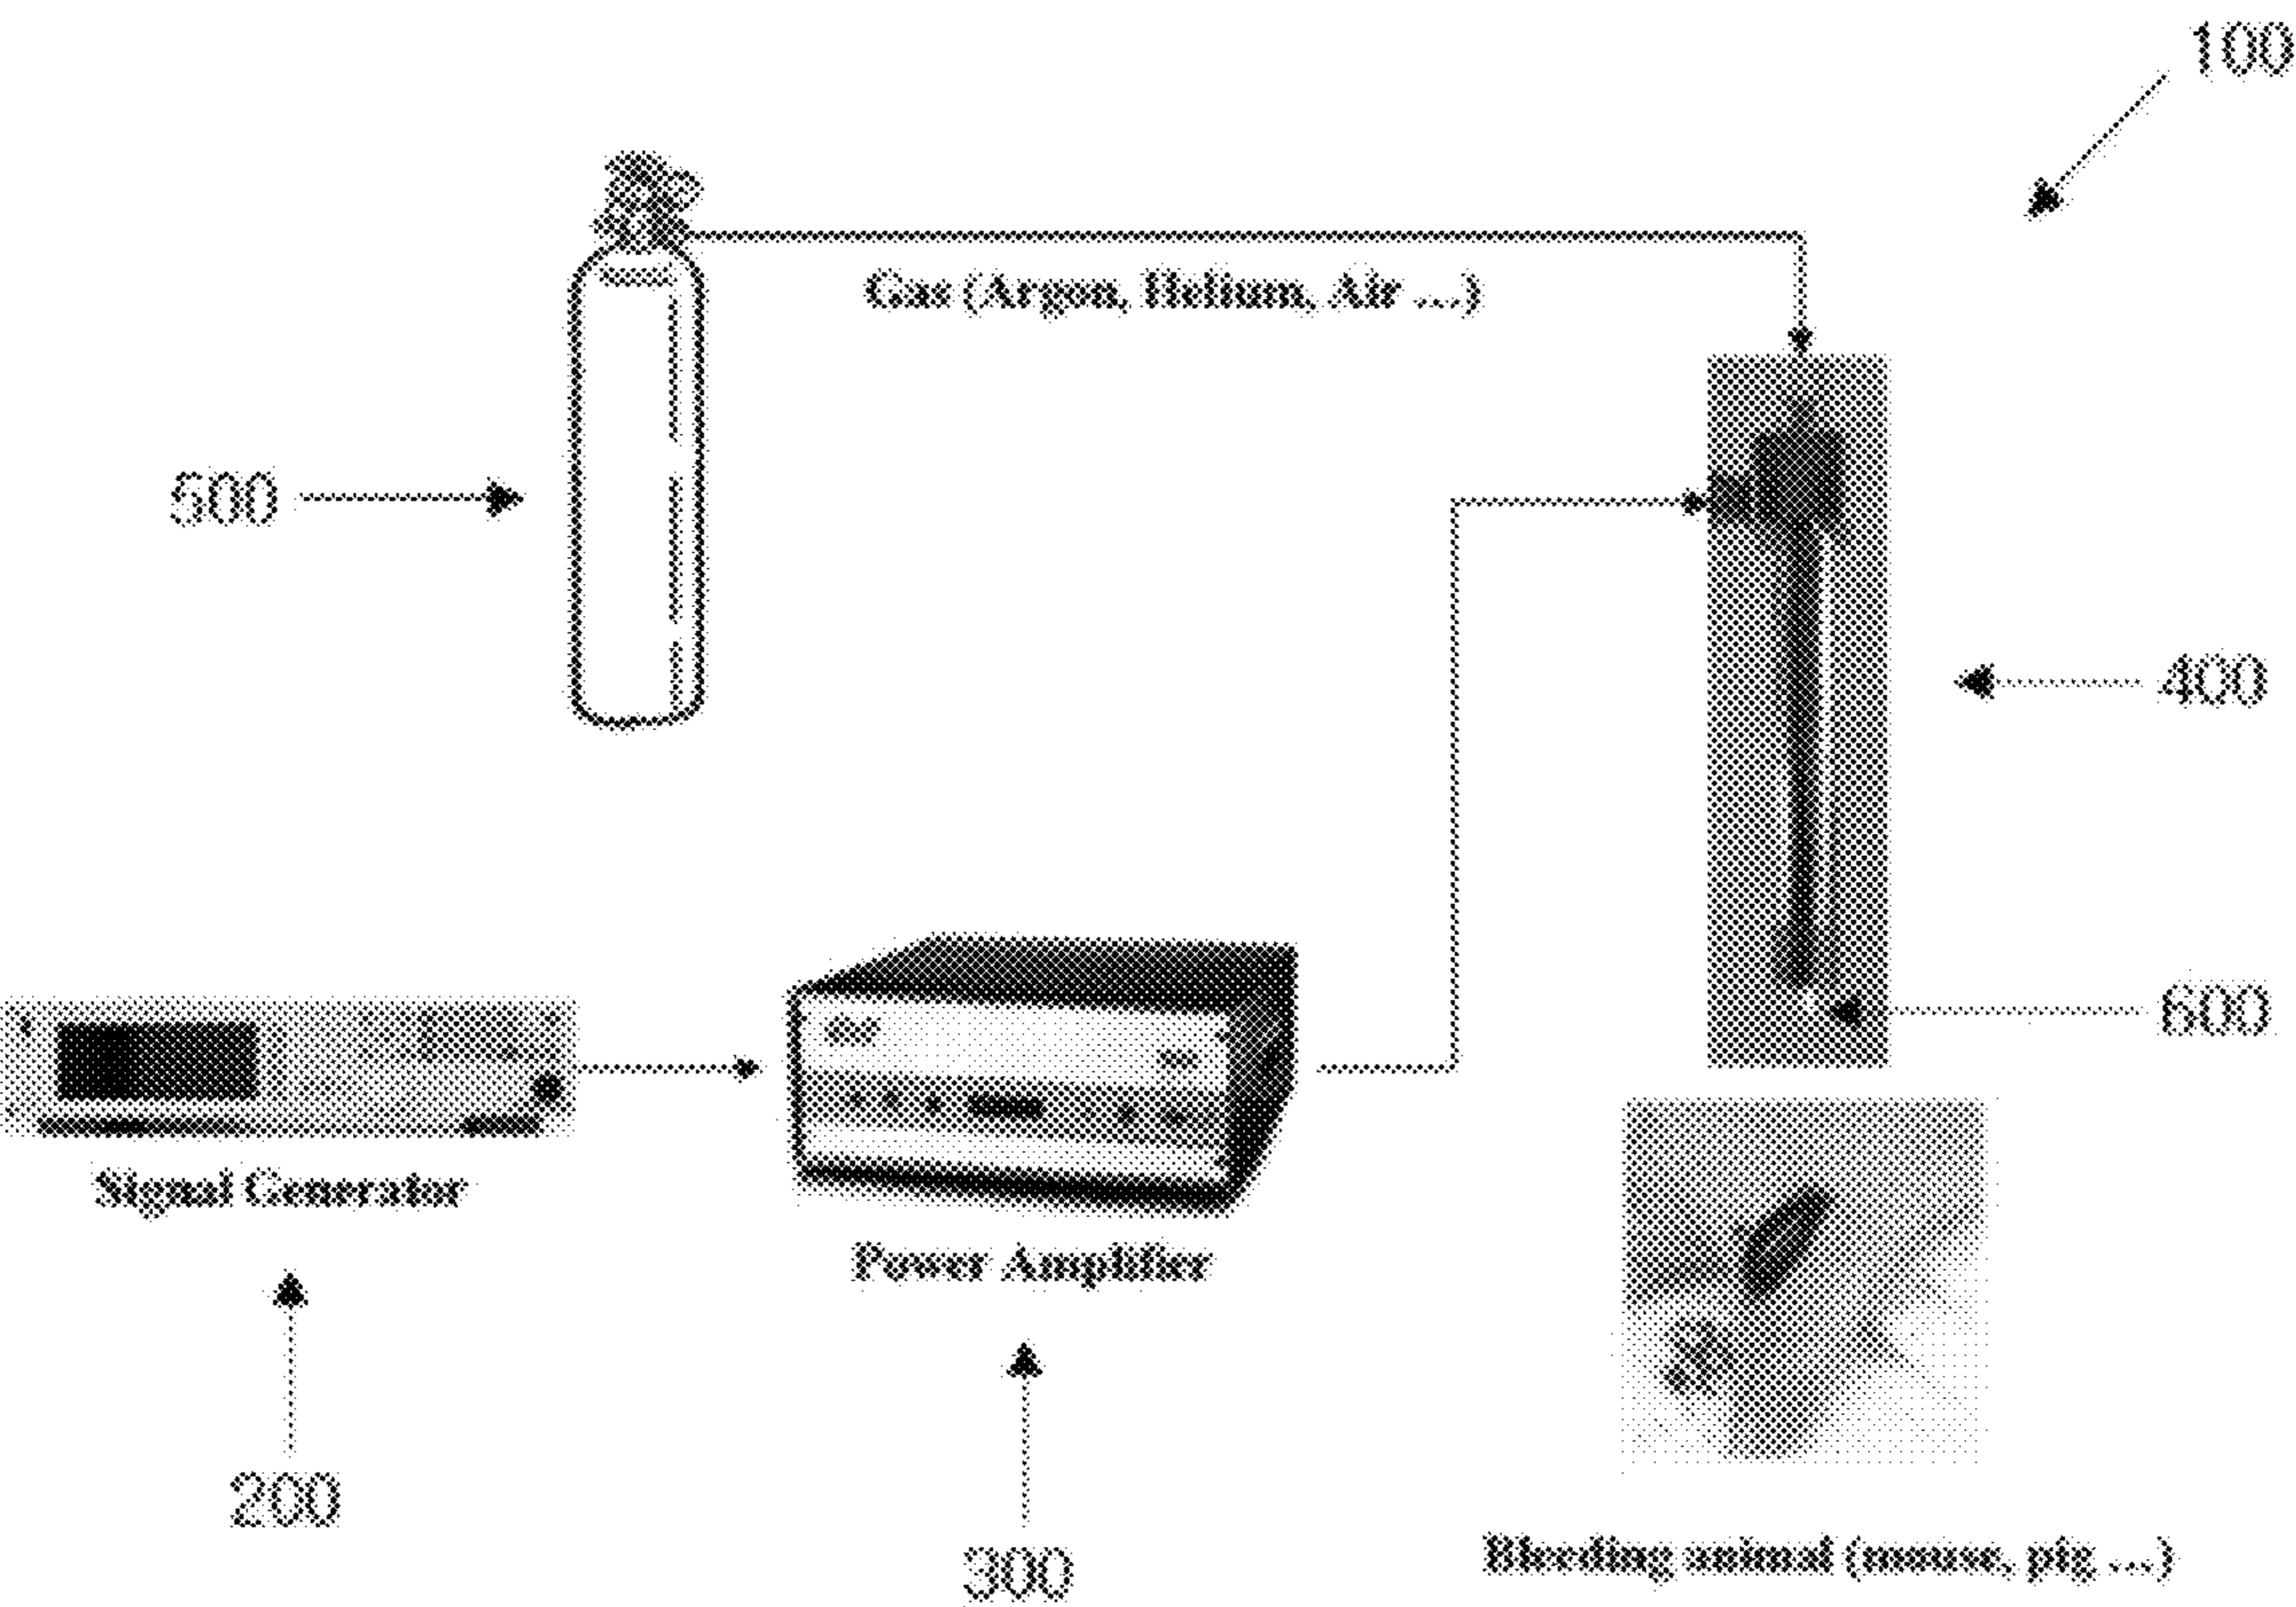 100
Gas (Argon, Helium, Air ...)
500
400
600
Signal Generator
Power Amplifier
200
300
Bleeding animal (mouse, pig ...)